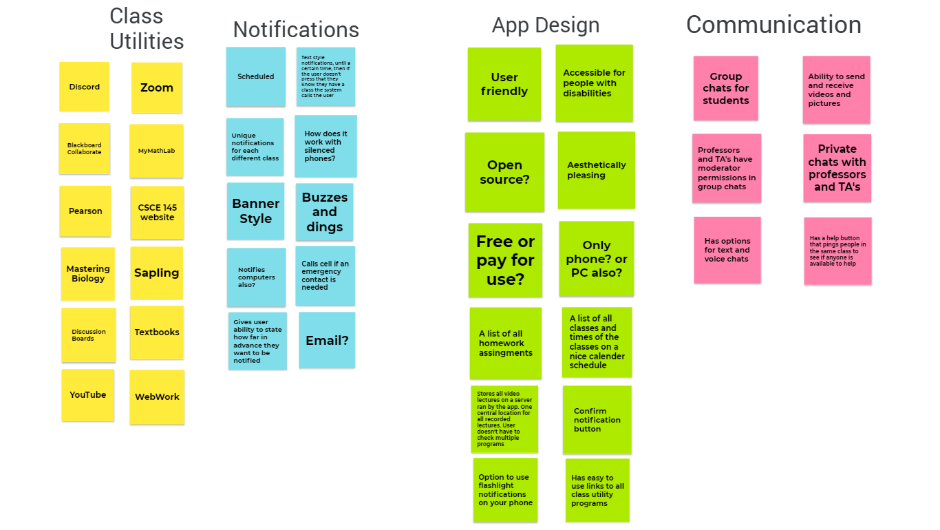 Class
Utilities
Discord
Zoom
Blackboard
Collaborate
MyMathLab
Pearson
CSCE 145
website
Mastering
Biology
Sapling
Discussion
Boards
Textbooks
YouTube
WebWork
Notifications
Scheduled
Text style
notifications, until a
certain time, then if
the user doesn't
press that they
know they have a
class the system
calls the user
Unique
notifications
for each
different class
How does it
work with
silenced
phones?
Banner
Style
Buzzes
and
dings
Notifies
computers
also?
Calls cell if an
emergency
contact is
needed
Gives user
ability to state
how far in
advance they
want to be
notified
Email?
App Design
User
friendly
Accessible for
people with
disabilities
Open
source?
Aesthetically
pleasing
Free or
pay for
use?
Only
phone? or
PC also?
A list of all
homework
assingments
A list of all
classes and
times of the
classes on a
nice calender
schedule
Stores all video
lectures on a server
ran by the app. One
central location for
all recorded
lectures. User
doesn't have to
check multiple
programs
Confirm
notification
button
Option to use
flashlight
notifications
on your phone
Has easy to
use links to all
class utility
programs
Communication
Group
chats for
students
Ability to send
and receive
videos and
pictures
Professors
and TA's have
moderator
permissions in
group chats
Private
chats with
professors
and TA's
Has options
for text and
voice chats
Has a help button
that pings people in
the same class to
see if anyone is
available to help